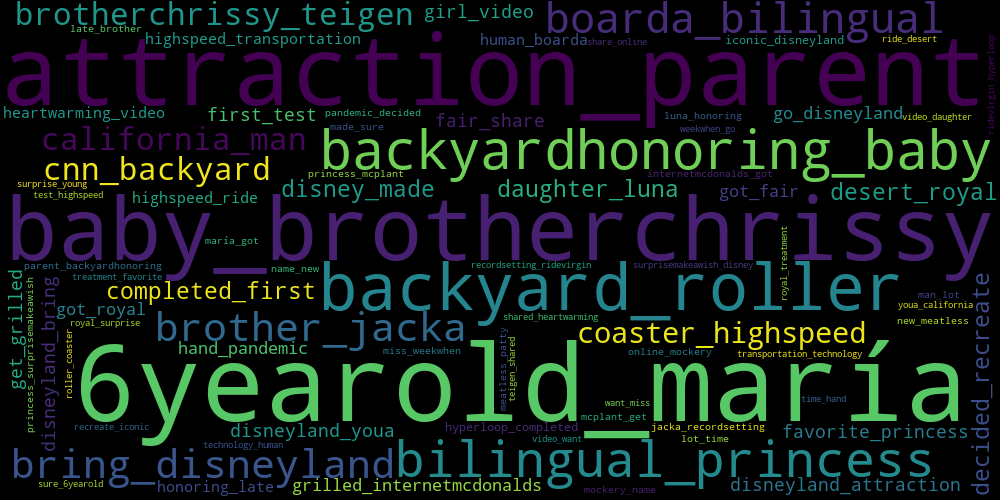 brotherchrissy_teigen
girl_video
boarda_bilingual
late_brother
highspeed_transportation
human_boarda
share_online
iconic_disneyland
ride_desert
attraction_parent
ridevirgin_hyperloop
heartwarming_video
first_test
pandemic_decided
fair_share
luna_honoring
go_disneyland
video_daughter
made_sure
weekwhen_go
california_man
backyardhonoring_baby
cnn_backyard
princess_mcplant
internetmcdonalds_got
surprise_young
disney_made
daughter_luna
got_fair
desert_royal
test_highspeed
highspeed_ride
baby_brotherchrissy
maría_got
parent_backyardhonoring
name_new
recordsetting_ridevirgin
surprisemakeawish_disney
royal_treatment
treatment_favorite
completed_first
backyard_roller
youa_california
man_lot
got_royal
shared_heartwarming
new_meatless
royal_surprise
brother_jacka
coaster_highspeed
get_grilled
princess_surprisemakeawish
disneyland_bring
roller_coaster
hand_pandemic
miss_weekwhen
meatless_patty
teigen_shared
online_mockery
transportation_technology
decided_recreate
6yearold_maría
want_miss
time_hand
mcplant_get
recreate_iconic
disneyland_youa
hyperloop_completed
jacka_recordsetting
favorite_princess
technology_human
video_want
lot_time
bring_disneyland
bilingual_princess
sure_6yearold
honoring_late
grilled_internetmcdonalds
mockery_name
disneyland_attraction